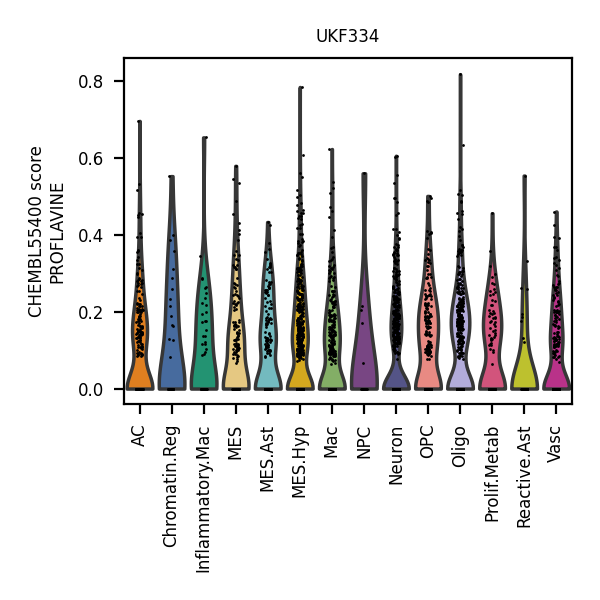 UKF334
CHEMBL55400 score
PROFLAVINE
0.8
0.6
0.4
0.2
0.0
AC
Chromatin.Reg
Inflammatory.Mac
MES
MES.Ast
MES.Hyp
Mac
NPC
Neuron
OPC
Oligo
Prolif.Metab
Reactive.Ast
Vasc